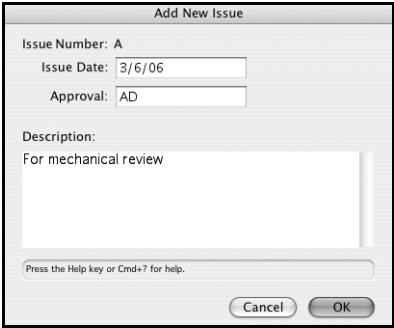 Add New Issue
Issue Number: A
Issue Date: 3/6/06
Approval: AD
Description:
For mechanical review
Press the Help key or Cmd+? for help.
Cancel OK